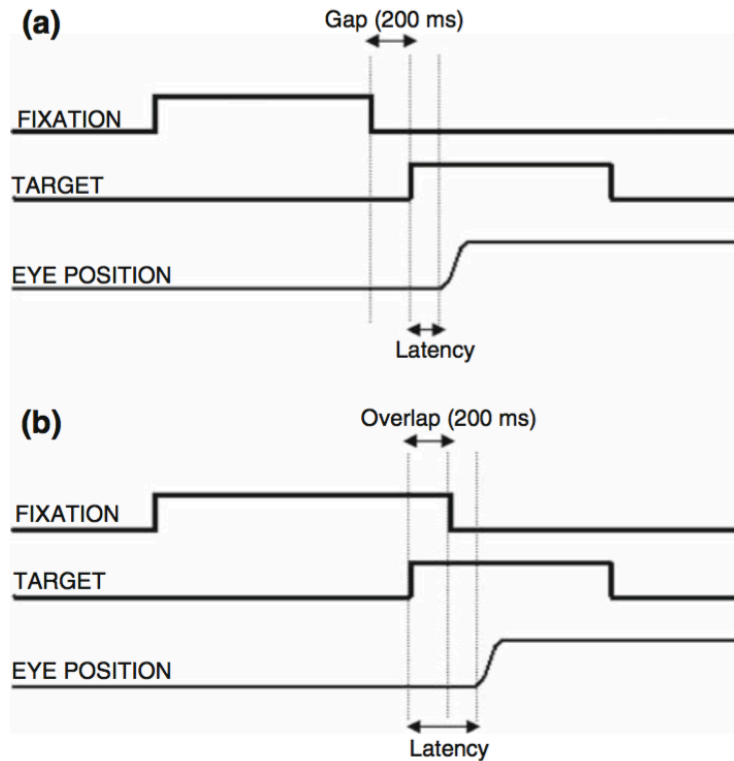 (a)
Gap (200 ms)
FIXATION
TARGET
EYE POSITION
Latency
(b)
Overlap (200 ms)
FIXATION
TARGET
EYE POSITION
Latency